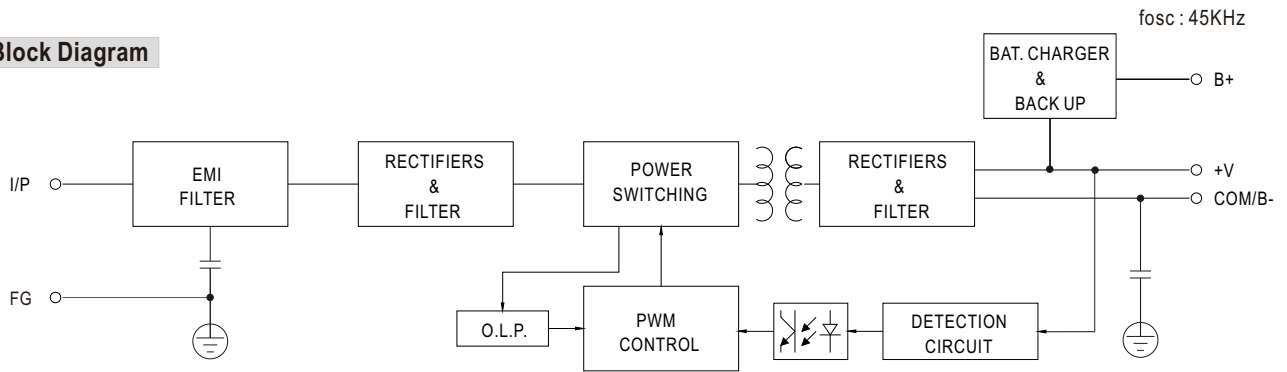 fosc : 45KHz
Block Diagram
BAT. CHARGER
&
BACK UP
B+
I/P
EMI
FILTER
RECTIFIERS
&
FILTER
POWER
SWITCHING
RECTIFIERS
&
FILTER
+V
COM/B-
FG
O.L.P.
PWM
CONTROL
DETECTION
CIRCUIT